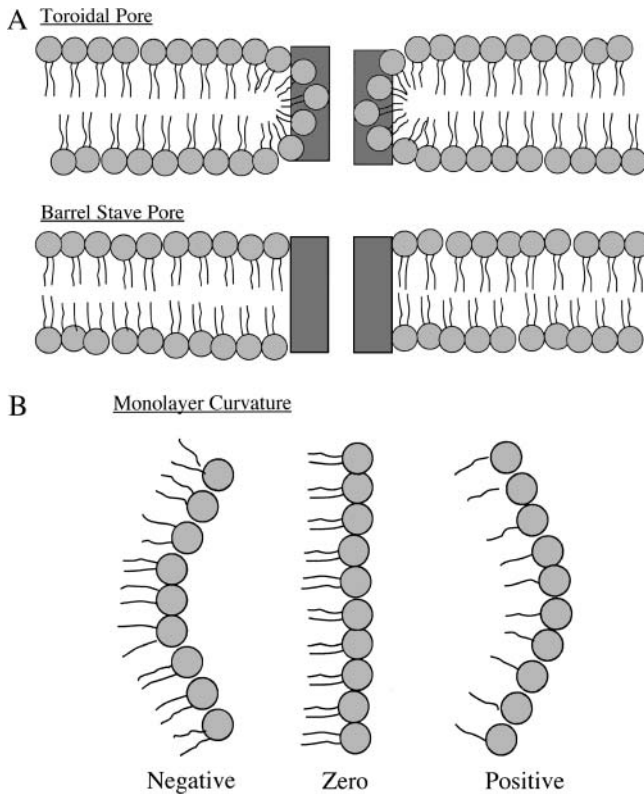 A
Toroidal Pore
Barrel Stave Pore
B
Monolayer Curvature
Negative Zero Positive